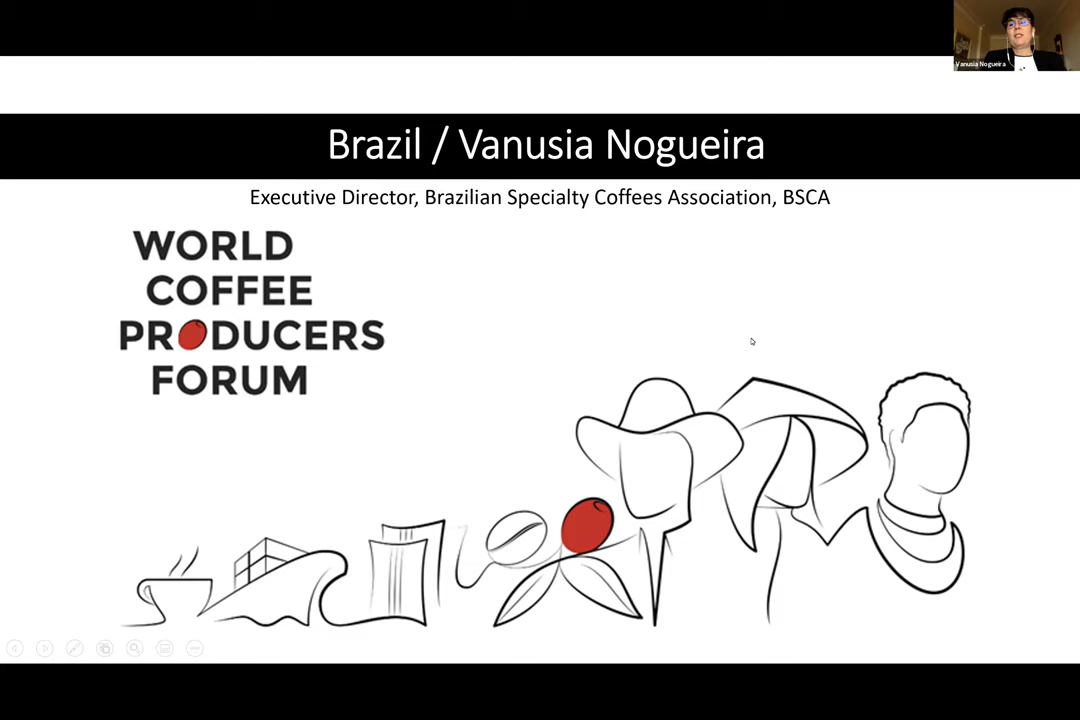 Vanusia Nogueira
Brazil / Vanusia Nogueira
Executive Director, Brazilian Specialty Coffees Association, BSCA
WORLD
COFFEE
PRODUCERS
FORUM